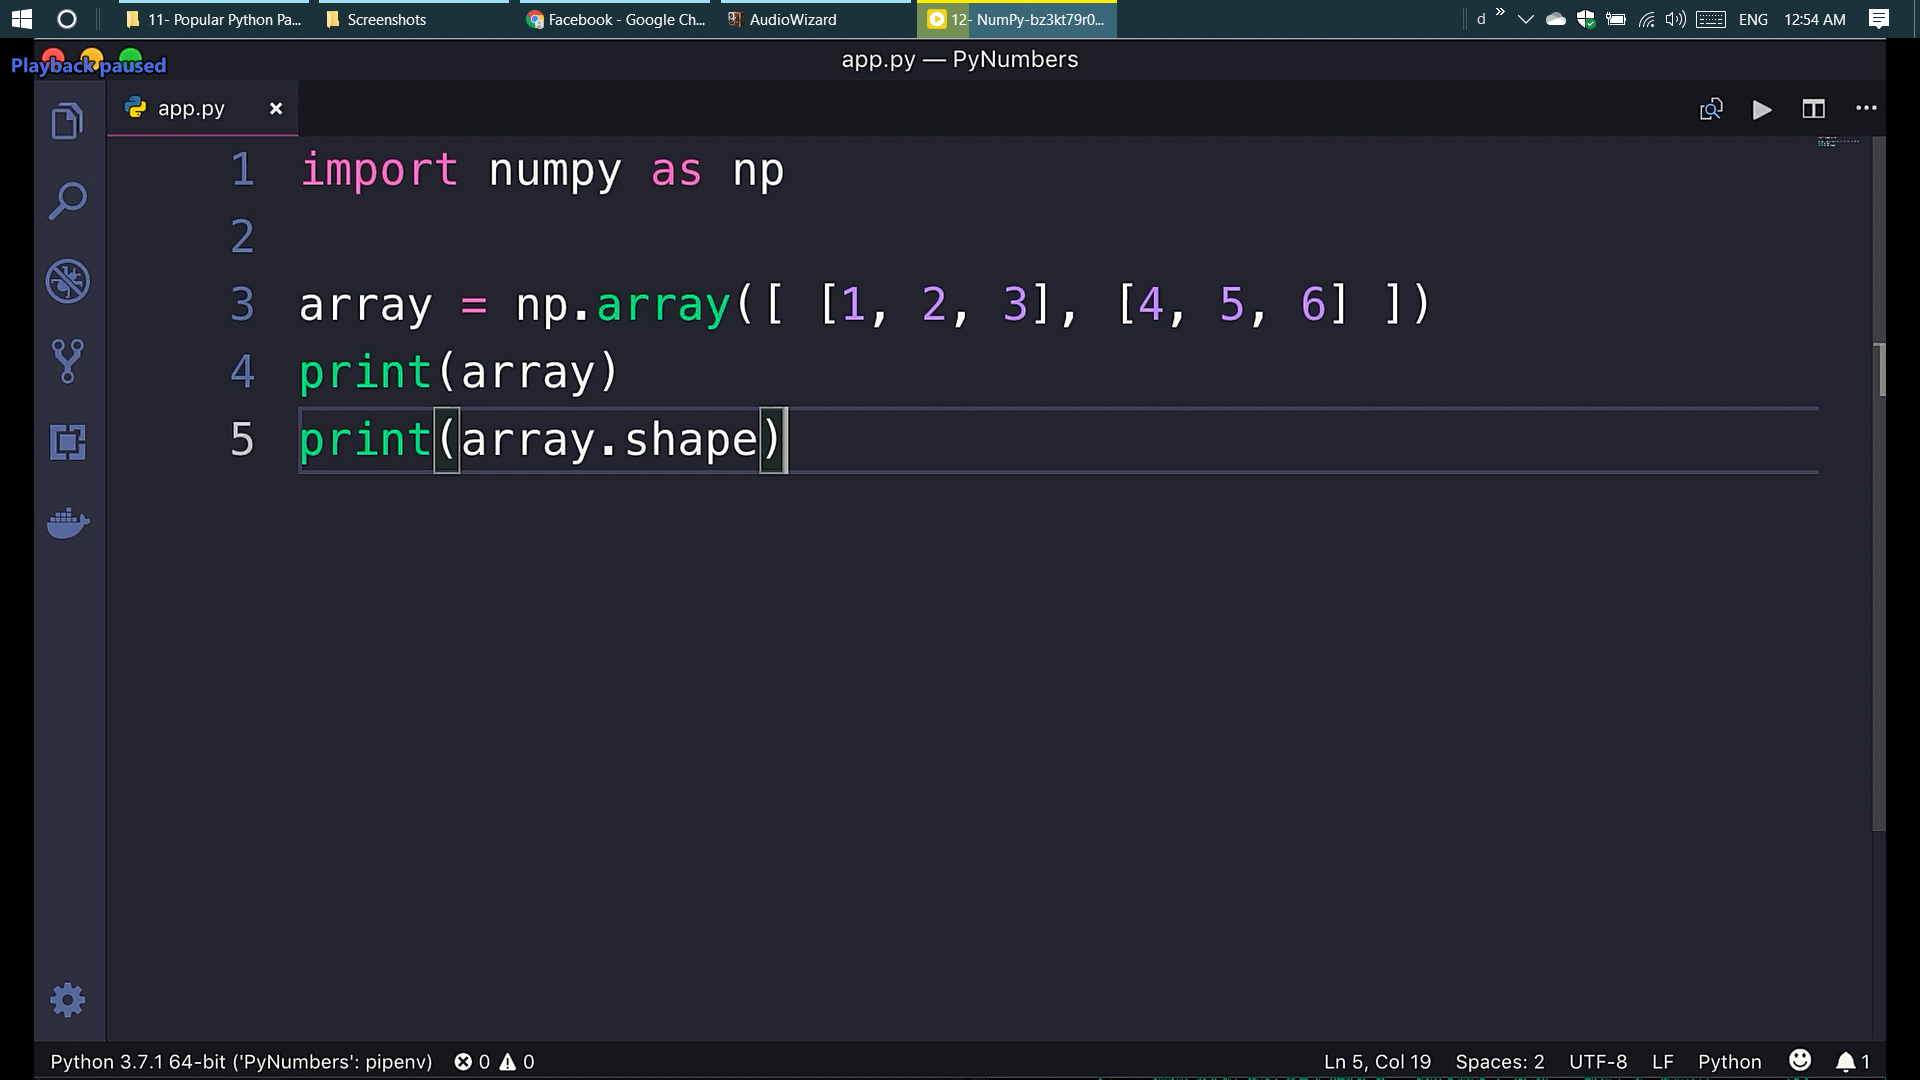 11- Popular Python Pa...
Screenshots
Facebook - Google Ch...
AudioWizard
12- NumPy-bz3kt79r0...
d
ENG
12:54 AM
Playback paused
app.py — PyNumbers
app.py
1 import numpy as np
2
3 array = np.array([ [1, 2, 3], [4, 5, 6] ])
4 print(array)
5 print(array.shape)
Python 3.7.1 64-bit ('PyNumbers': pipenv) 0 0
Ln 5, Col 19 Spaces: 2 UTF-8 LF Python 1